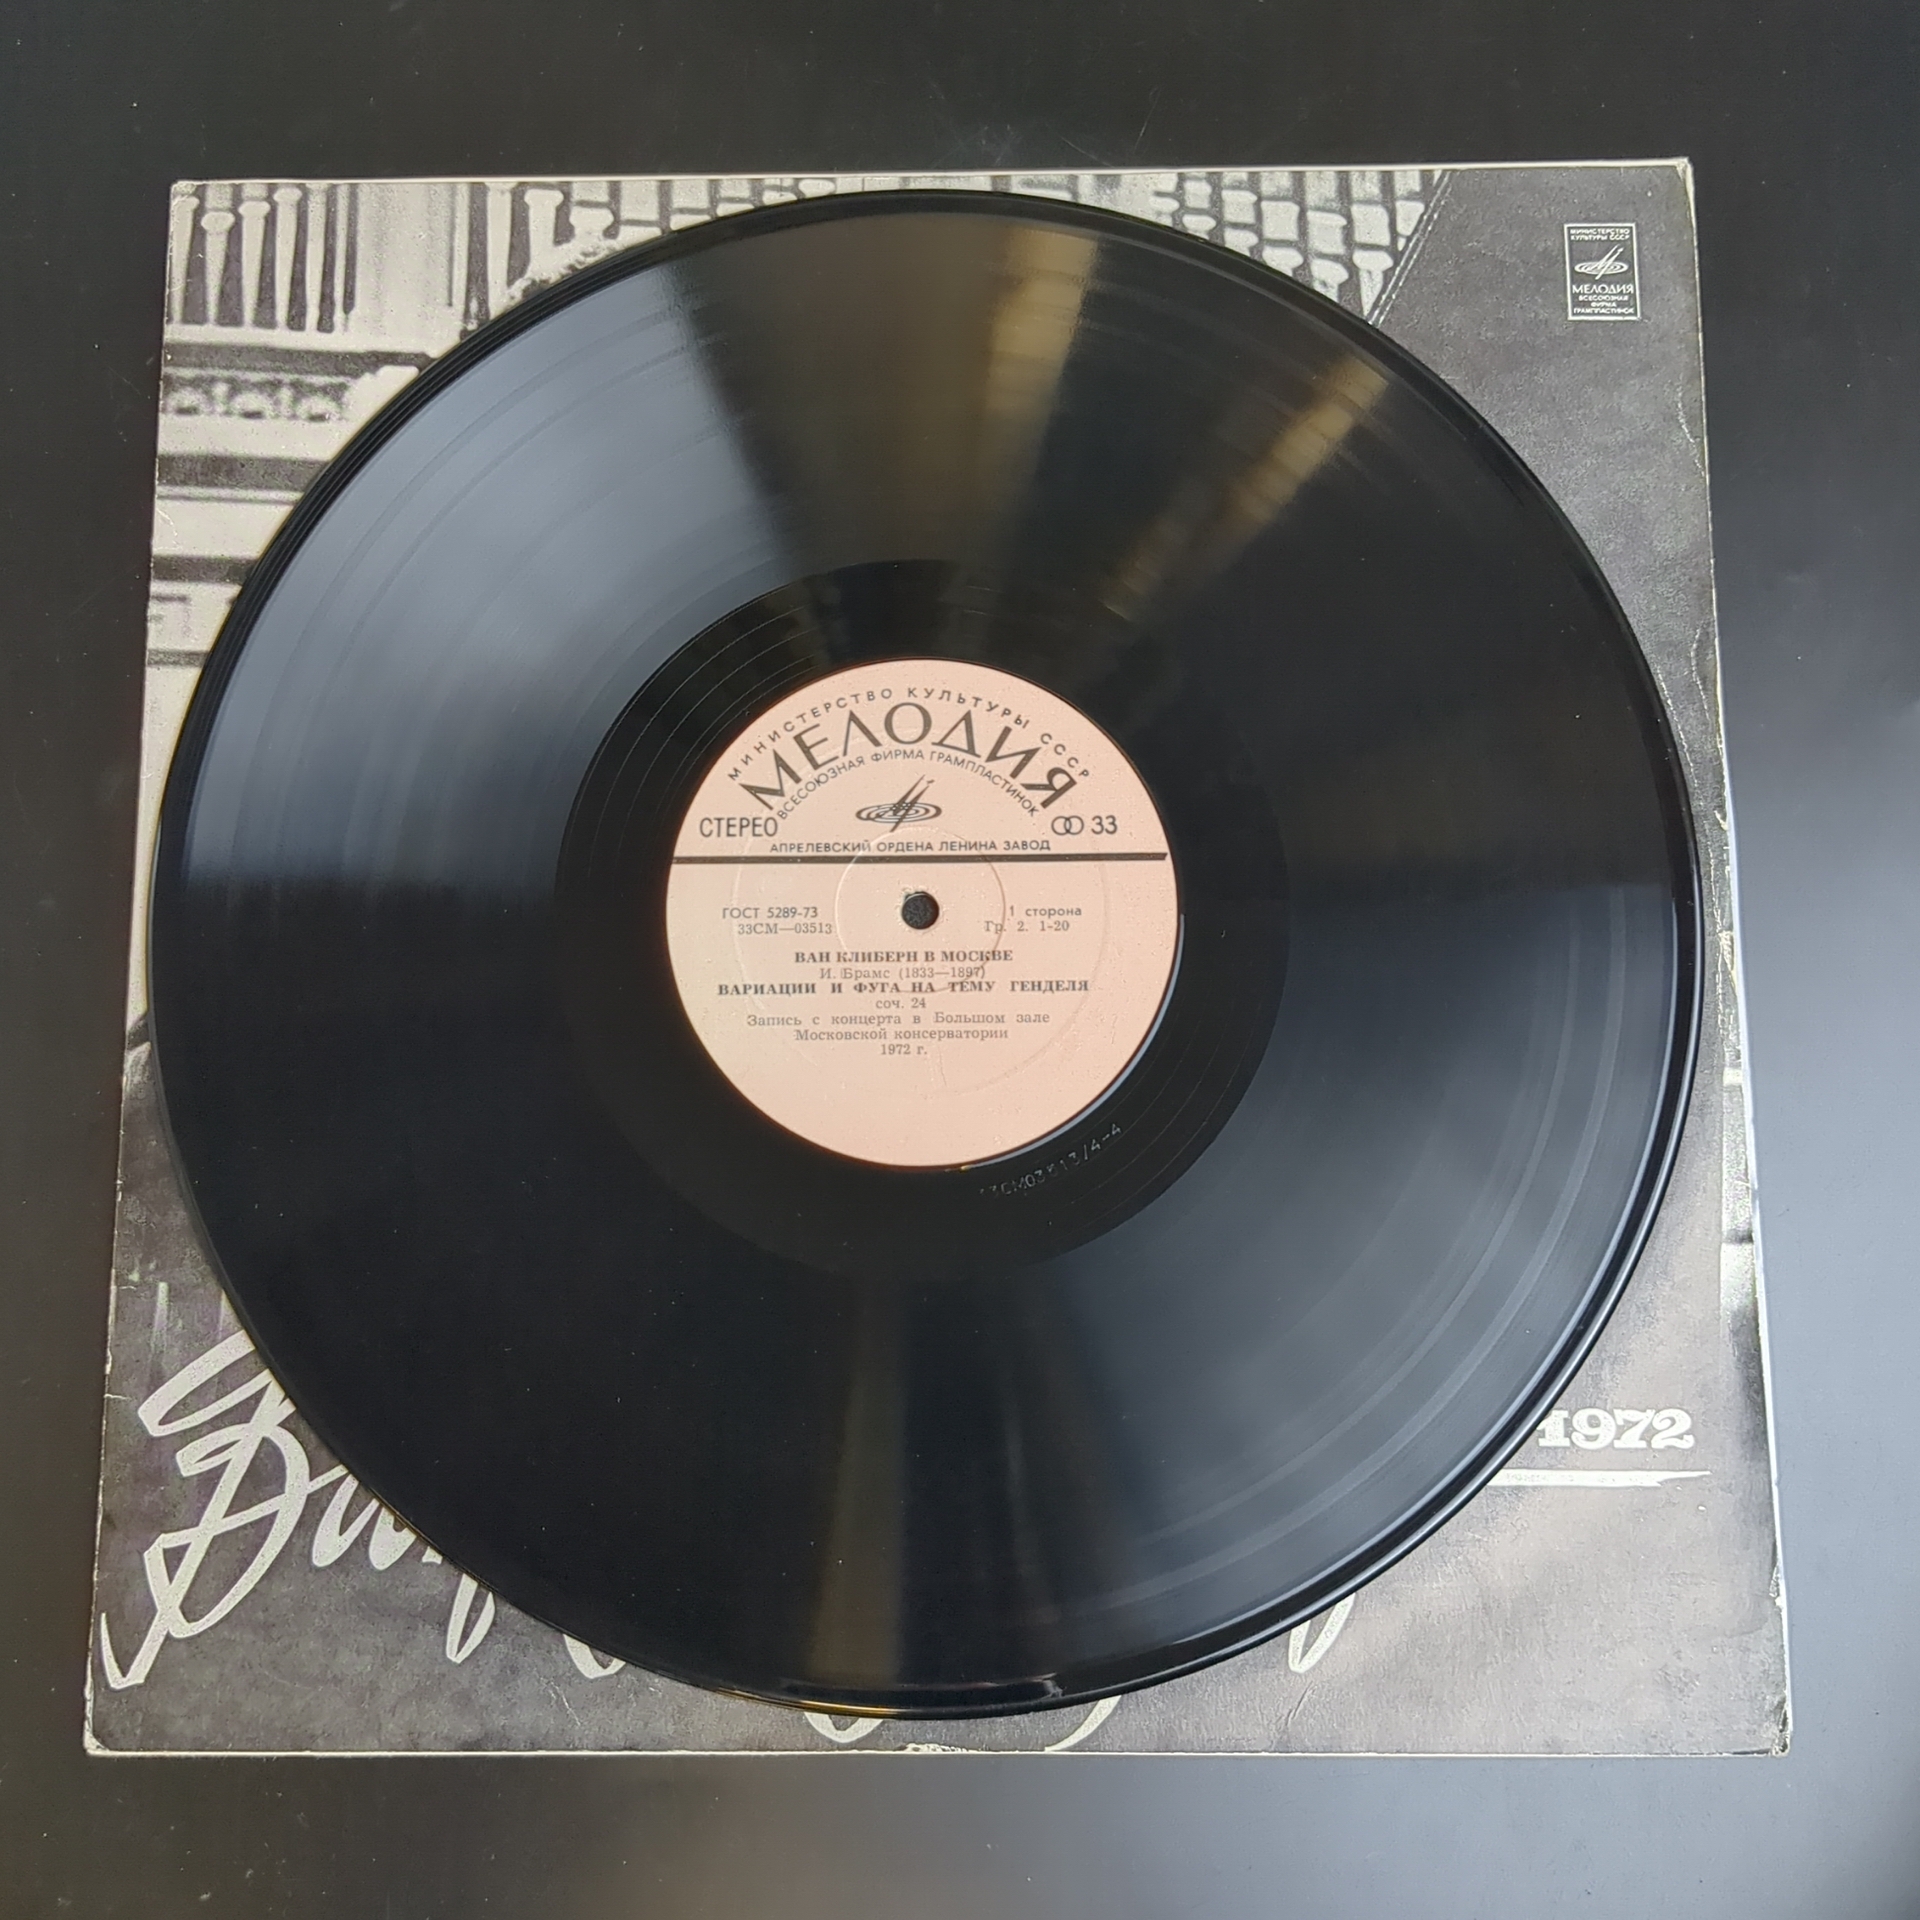 МИНИСТЕРСТВО
КУЛЬТУРЫ СССР
МЕЛОДИЯ
ВСЕСОЮЗНАЯ
ФИРМА
ГРАМПЛАСТИНОК
МИНИСТЕРСТВО КУЛЬТУРЫ СССР
МЕЛОДИЯ
ВСЕСОЮЗНАЯ ФИРМА ГРАМПЛАСТИНОК
СТЕРЕО 33
АПРЕЛЕВСКИЙ ОРДЕНА ЛЕНИНА ЗАВОД
ГОСТ 5289-73 1 сторона
33СМ—03513 Гр. 2. 1-20
ВАН КЛИБЕРН В МОСКВЕ
И. Брамс (1833—1897)
ВАРИАЦИИ И ФУГА НА ТЕМУ ГЕНДЕЛЯ
соч. 24
Запись с концерта в Большом зале
Московской консерватории
1972 г.
1972